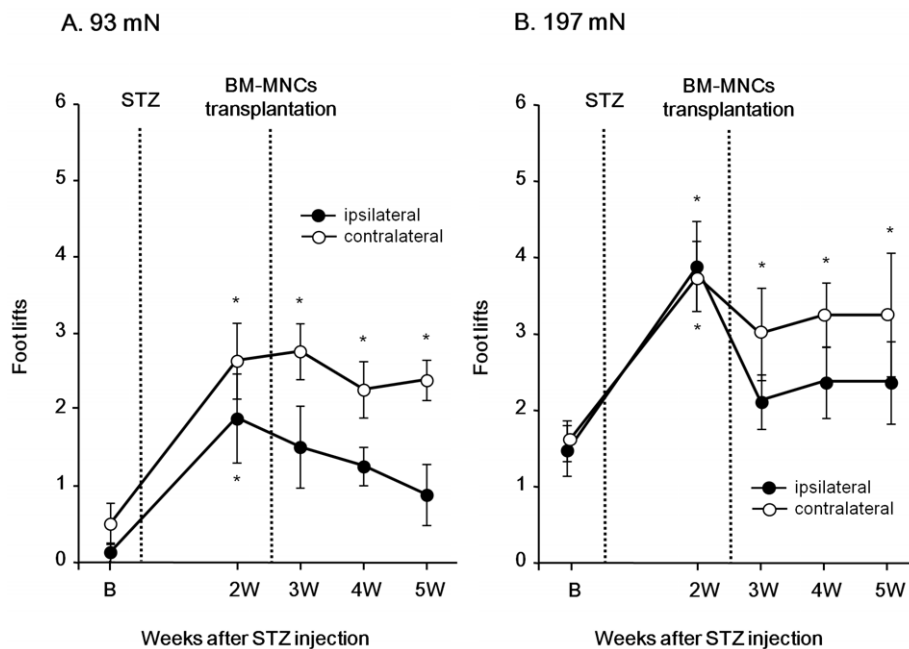 A. 93 mN
STZ
BM-MNCs
transplantation
6
5
4
3
2
1
0
Foot lifts
ipsilateral
contralateral
*
*
*
*
*
B
2W
3W
4W
5W
Weeks after STZ injection
B. 197 mN
STZ
BM-MNCs
transplantation
6
5
4
3
2
1
0
Foot lifts
*
*
*
*
*
ipsilateral
contralateral
B
2W
3W
4W
5W
Weeks after STZ injection